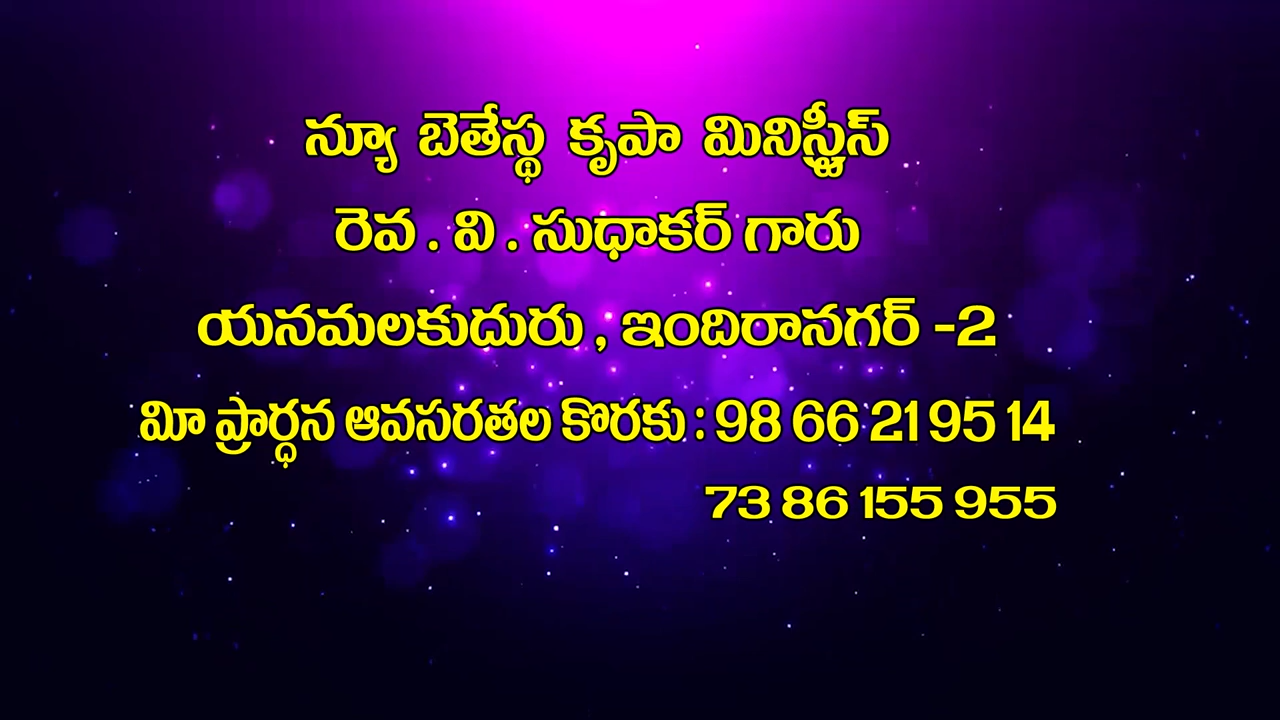 న్యూ బెతేస్థ కృపా మినిస్ట్రీస్
రెవ . వి . సుధాకర్ గారు
యనమలకుదురు , ఇందిరానగర్ -2
మీ ప్రార్ధన ఆవసరతల కొరకు : 98 66 21 95 14
73 86 155 955